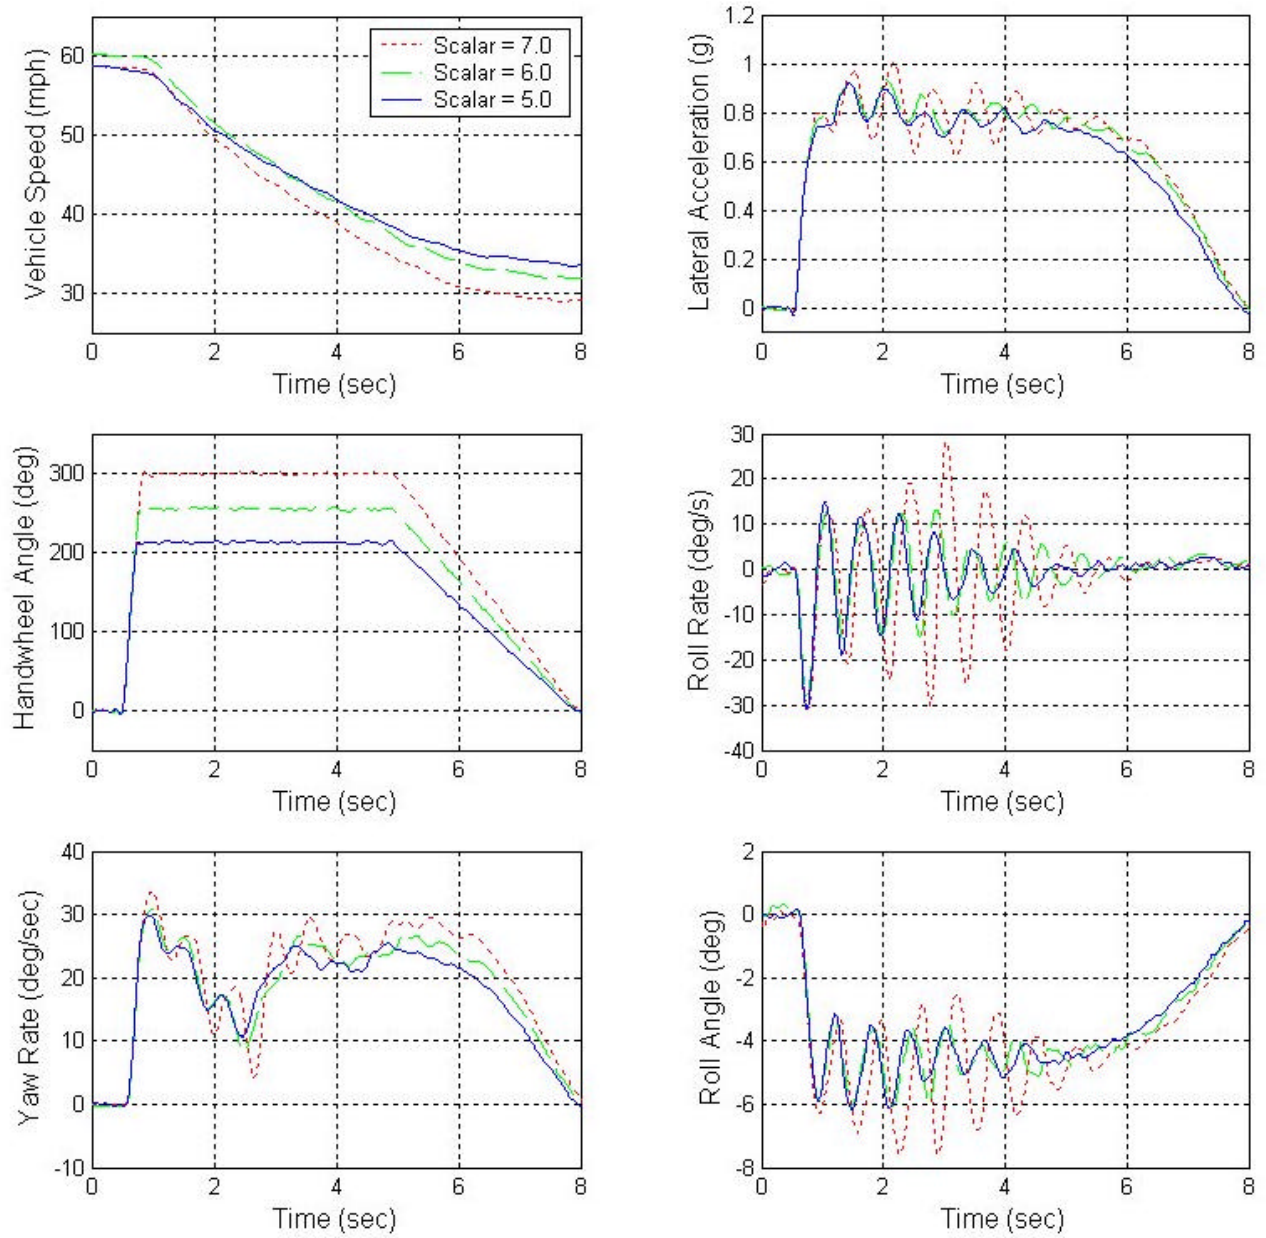 Vehicle Speed (mph)
60
50
40
30
Scalar = 7.0
Scalar = 6.0
Scalar = 5.0
0 2 4 6 8
Time (sec)
Lateral Acceleration (g)
1.2
1
0.8
0.6
0.4
0.2
0
0 2 4 6 8
Time (sec)
Handwheel Angle (deg)
300
200
100
0
0 2 4 6 8
Time (sec)
Roll Rate (deg/s)
30
20
10
0
-10
-20
-30
-40
0 2 4 6 8
Time (sec)
Yaw Rate (deg/sec)
40
30
20
10
0
-10
0 2 4 6 8
Time (sec)
Roll Angle (deg)
2
0
-2
-4
-6
-8
0 2 4 6 8
Time (sec)